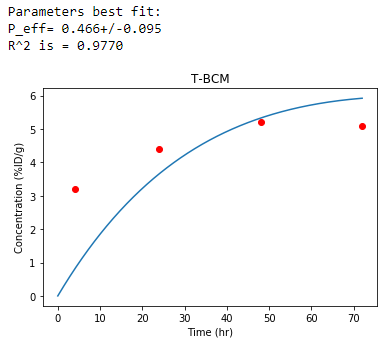 Parameters best fit:
P_eff= 0.466+/-0.095
R^2 is = 0.9770
T-BCM
6
5
4
3
2
1
0
Concentration (%ID/g)
0 10 20 30 40 50 60 70
Time (hr)